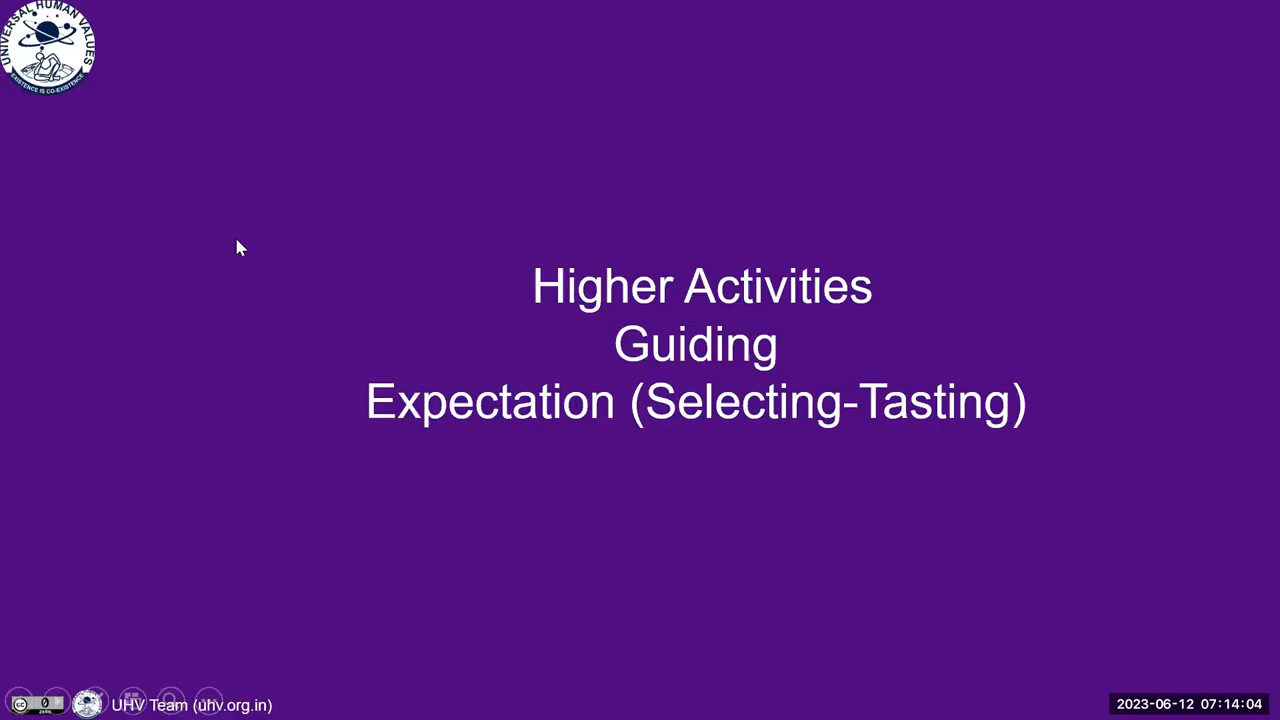 UNIVERSAL HUMAN VALUES
EXISTENCE IS CO-EXISTENCE
Higher Activities
Guiding
Expectation (Selecting-Tasting)
UHV Team (uhv.org.in)
2023-06-12 07:14:04